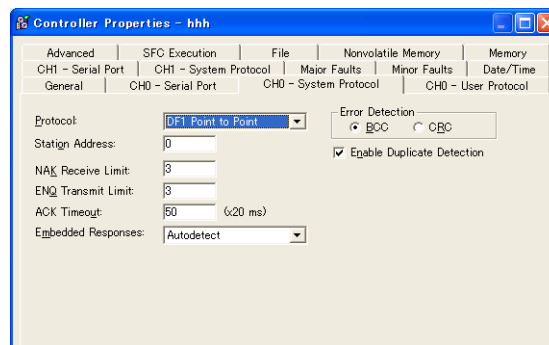 Controller Properties - hhh
Advanced SFC Execution File Nonvolatile Memory Memory
CH1 - Serial Port CH1 - System Protocol Major Faults Minor Faults Date/Time
General CH0 - Serial Port CH0 - System Protocol CH0 - User Protocol
Protocol: DF1 Point to Point
Error Detection
BCC CRC
Station Address: 0
Enable Duplicate Detection
NAK Receive Limit: 3
ENQ Transmit Limit: 3
ACK Timeout: 50 (x20 ms)
Embedded Responses: Autodetect